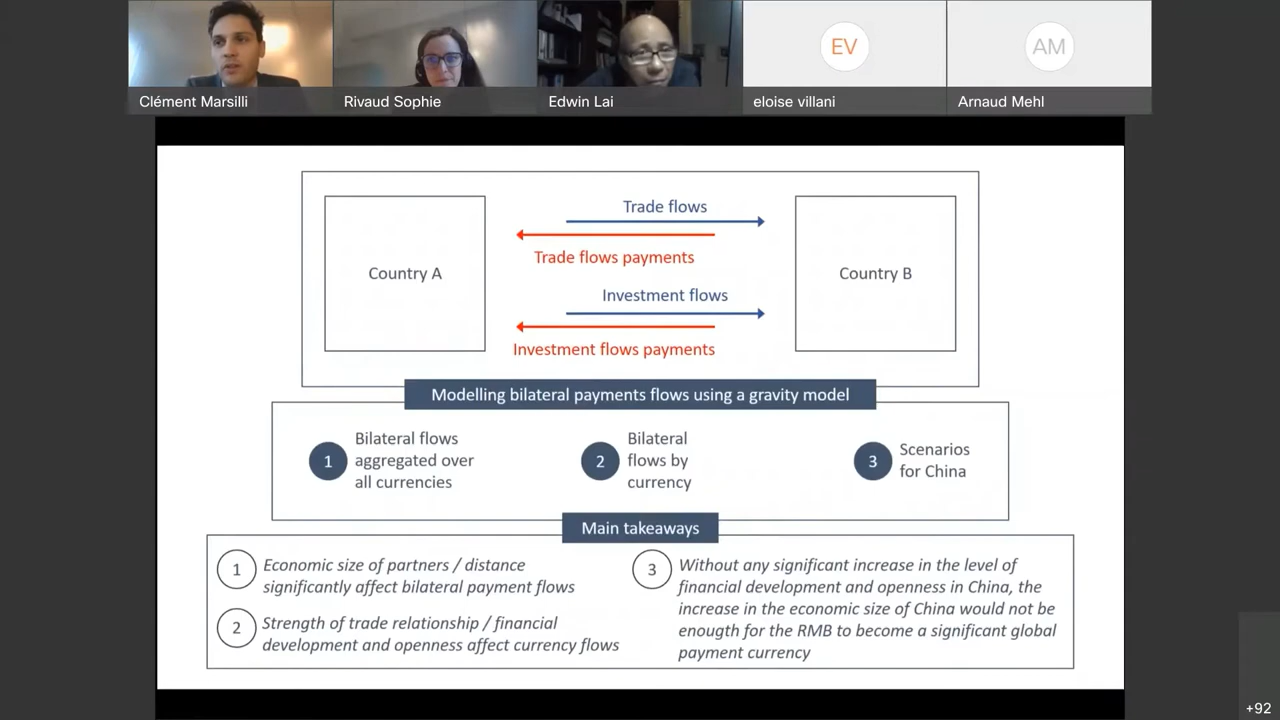 EV
AM
Clément Marsilli
Rivaud Sophie
Edwin Lai
eloise villani
Arnaud Mehl
Trade flows
Trade flows payments
Country A
Country B
Investment flows
Investment flows payments
Modelling bilateral payments flows using a gravity model
1
Bilateral flows
aggregated over
all currencies
2
Bilateral
flows by
currency
3
Scenarios
for China
Main takeaways
1
Economic size of partners / distance
significantly affect bilateral payment flows
2
Strength of trade relationship / financial
development and openness affect currency flows
3
Without any significant increase in the level of
financial development and openness in China, the
increase in the economic size of China would not be
enougth for the RMB to become a significant global
payment currency
+92